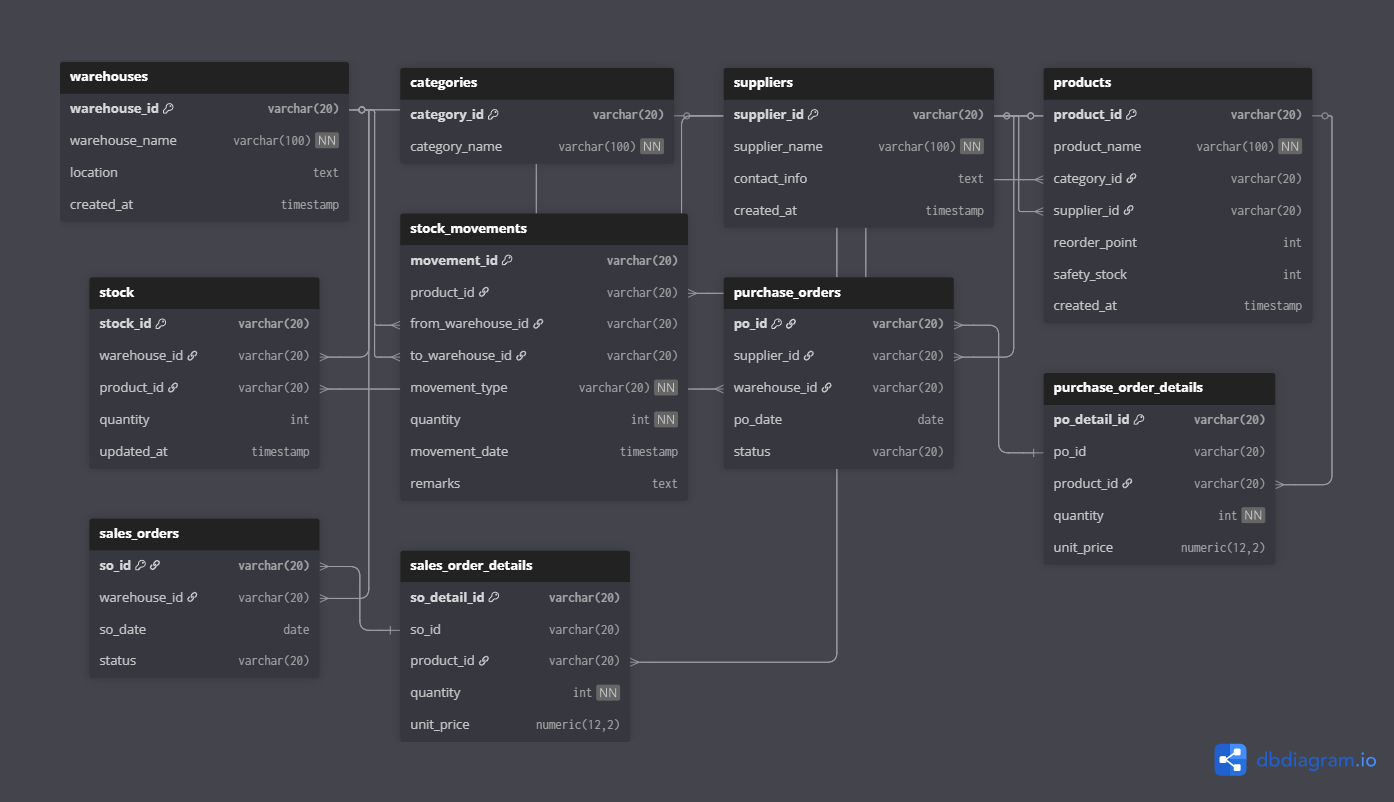 warehouses
warehouse_id varchar(20)
warehouse_name varchar(100) NN
location text
created_at timestamp
categories
category_id varchar(20)
category_name varchar(100) NN
suppliers
supplier_id varchar(20)
supplier_name varchar(100) NN
contact_info text
created_at timestamp
products
product_id varchar(20)
product_name varchar(100) NN
category_id varchar(20)
supplier_id varchar(20)
reorder_point int
safety_stock int
created_at timestamp
stock_movements
movement_id varchar(20)
product_id varchar(20)
from_warehouse_id varchar(20)
to_warehouse_id varchar(20)
movement_type varchar(20) NN
quantity int NN
movement_date timestamp
remarks text
stock
stock_id varchar(20)
warehouse_id varchar(20)
product_id varchar(20)
quantity int
updated_at timestamp
purchase_orders
po_id varchar(20)
supplier_id varchar(20)
warehouse_id varchar(20)
po_date date
status varchar(20)
purchase_order_details
po_detail_id varchar(20)
po_id varchar(20)
product_id varchar(20)
quantity int NN
unit_price numeric(12,2)
sales_orders
so_id varchar(20)
warehouse_id varchar(20)
so_date date
status varchar(20)
sales_order_details
so_detail_id varchar(20)
so_id varchar(20)
product_id varchar(20)
quantity int NN
unit_price numeric(12,2)
dbdiagram.io